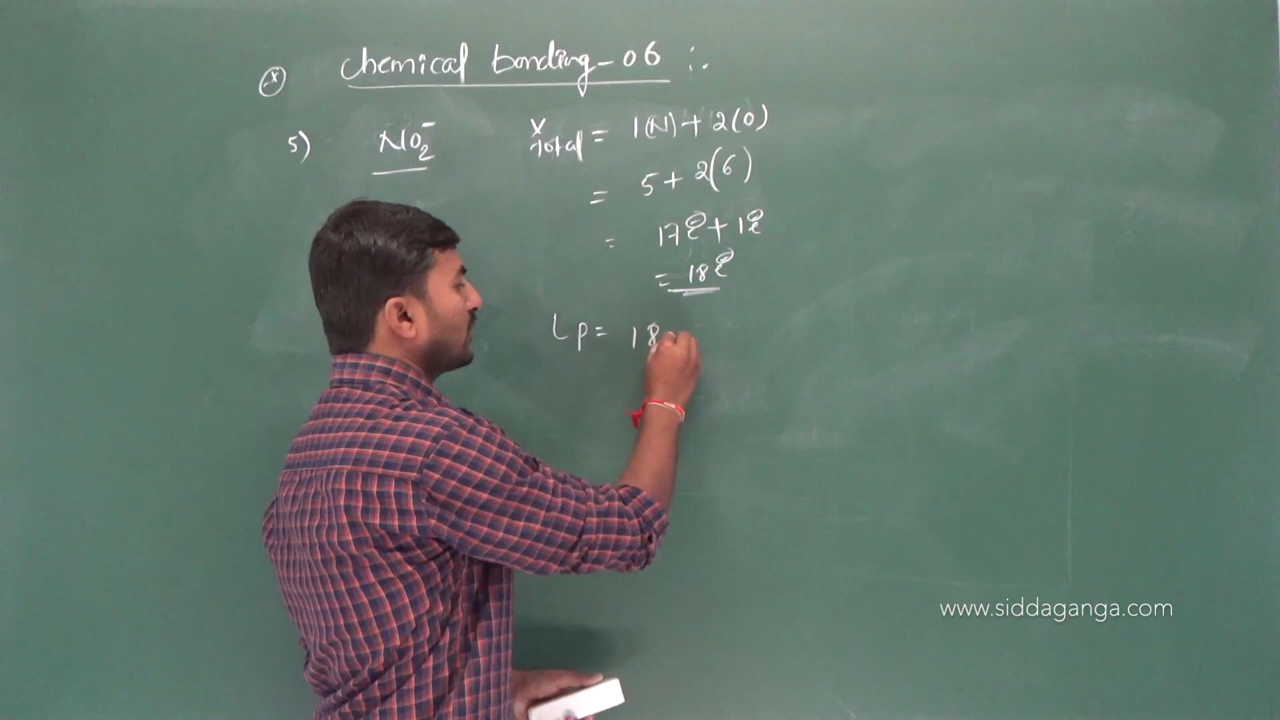 (x) Chemical bonding-06 :.
5) NO₂⁻ V Total = 1(N)+2(O)
= 5+2(6)
= 17e⁻+1e⁻
= 18e⁻
Lp= 18
www.siddaganga.com